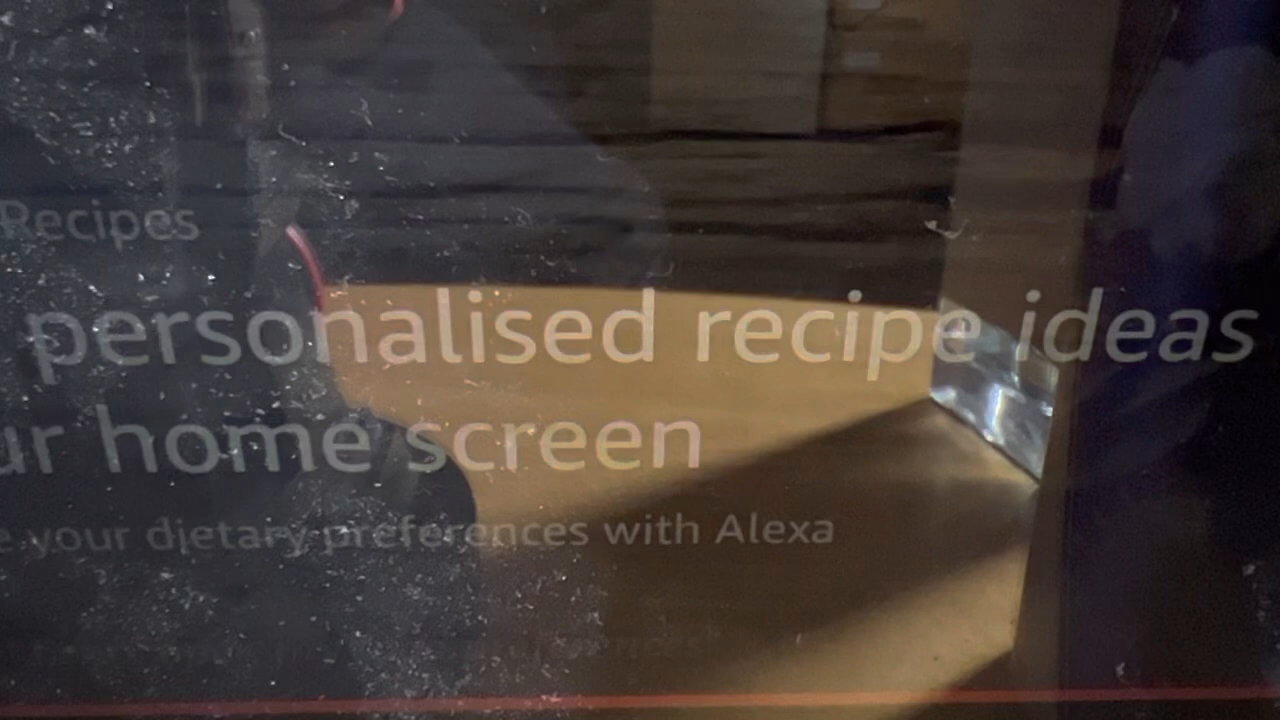 Recipes
personalised recipe ideas
ur home screen
e your dietary preferences with Alexa